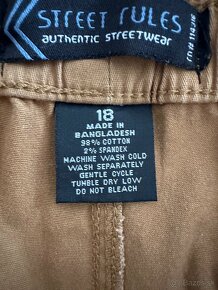 STREET RULES
AUTHENTIC STREETWEAR
18
MADE IN
BANGLADESH
98% COTTON
2% SPANDEX
MACHINE WASH COLD
WASH SEPARATELY
GENTLE CYCLE
TUMBLE DRY LOW
DO NOT BLEACH